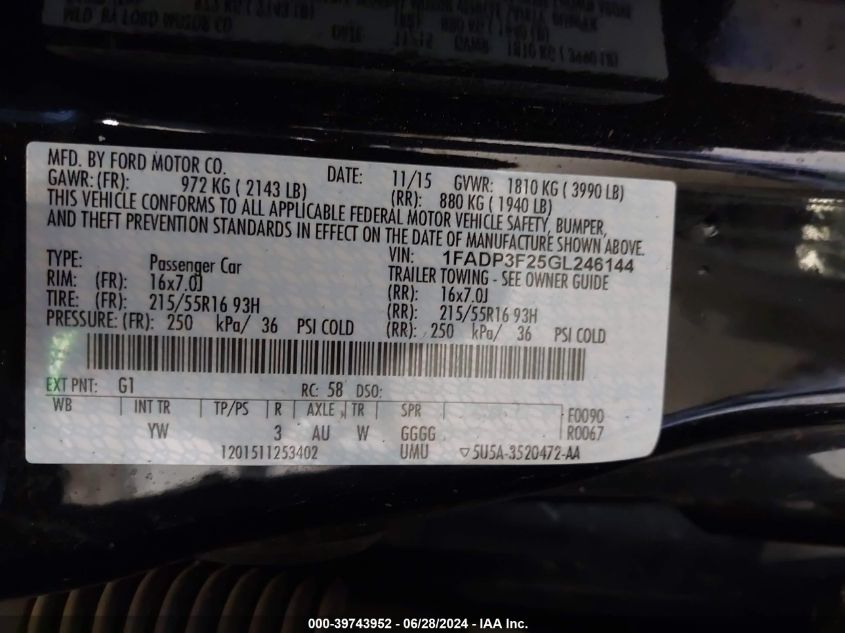 MFD. BY FORD MOTOR CO. DATE: 11/15 GVWR: 1810 KG ( 3990 LB)
GAWR: (FR): 972 KG ( 2143 LB) (RR): 880 KG ( 1940 LB)
THIS VEHICLE CONFORMS TO ALL APPLICABLE FEDERAL MOTOR VEHICLE SAFETY, BUMPER,
AND THEFT PREVENTION STANDARDS IN EFFECT ON THE DATE OF MANUFACTURE SHOWN ABOVE.
VIN: 1FADP3F25GL246144
TYPE: Passenger Car TRAILER TOWING - SEE OWNER GUIDE
RIM: (FR): 16x7.0J (RR): 16x7.0J
TIRE: (FR): 215/55R16 93H (RR): 215/55R16 93H
PRESSURE: (FR): 250 kPa/ 36 PSI COLD (RR): 250 kPa/ 36 PSI COLD
EXT PNT: G1 RC: 58 DSO:
WB INT TR TP/PS R AXLE TR SPR F0090
YW 3 AU W GGGG R0067
1201511253402 UMU ▽5U5A-3520472-AA
000-39743952 - 06/28/2024 - IAA Inc.